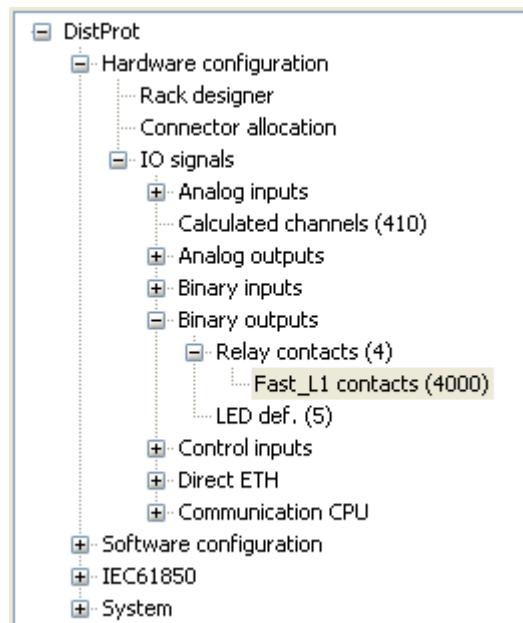 DistProt
Hardware configuration
Rack designer
Connector allocation
IO signals
Analog inputs
Calculated channels (410)
Analog outputs
Binary inputs
Binary outputs
Relay contacts (4)
Fast_L1 contacts (4000)
LED def. (5)
Control inputs
Direct ETH
Communication CPU
Software configuration
IEC61850
System